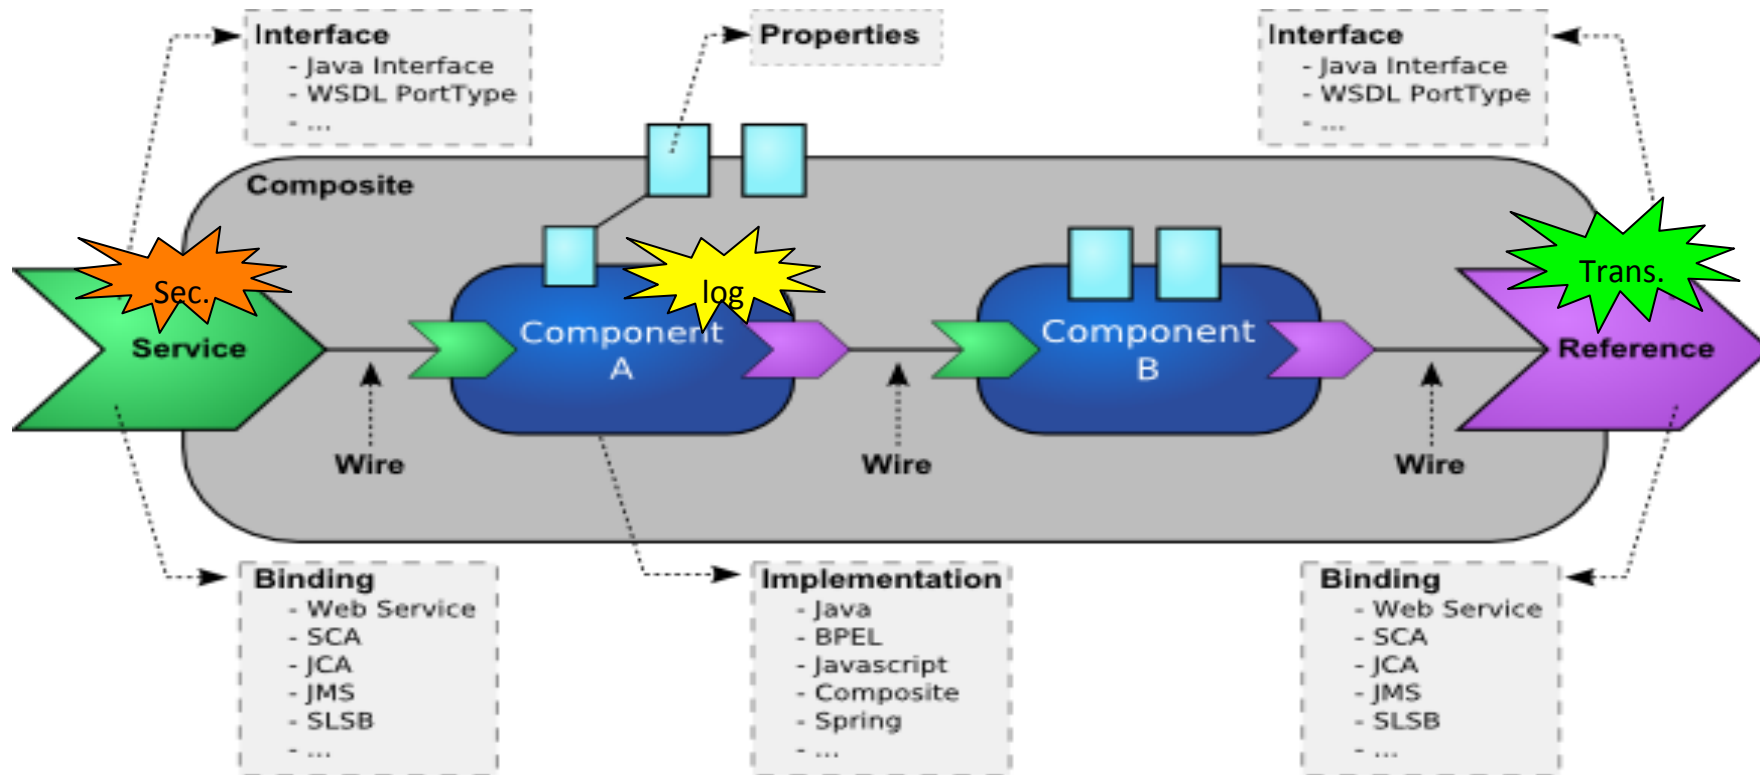 Interface
- Java Interface
- WSDL PortType
- ...
Properties
Interface
- Java Interface
- WSDL PortType
- ...
Composite
Sec.
log
Trans.
Service
Component
A
Component
B
Reference
Wire
Wire
Wire
Binding
- Web Service
- SCA
- JCA
- JMS
- SLSB
- ...
Implementation
- Java
- BPEL
- Javascript
- Composite
- Spring
- ...
Binding
- Web Service
- SCA
- JCA
- JMS
- SLSB
- ...